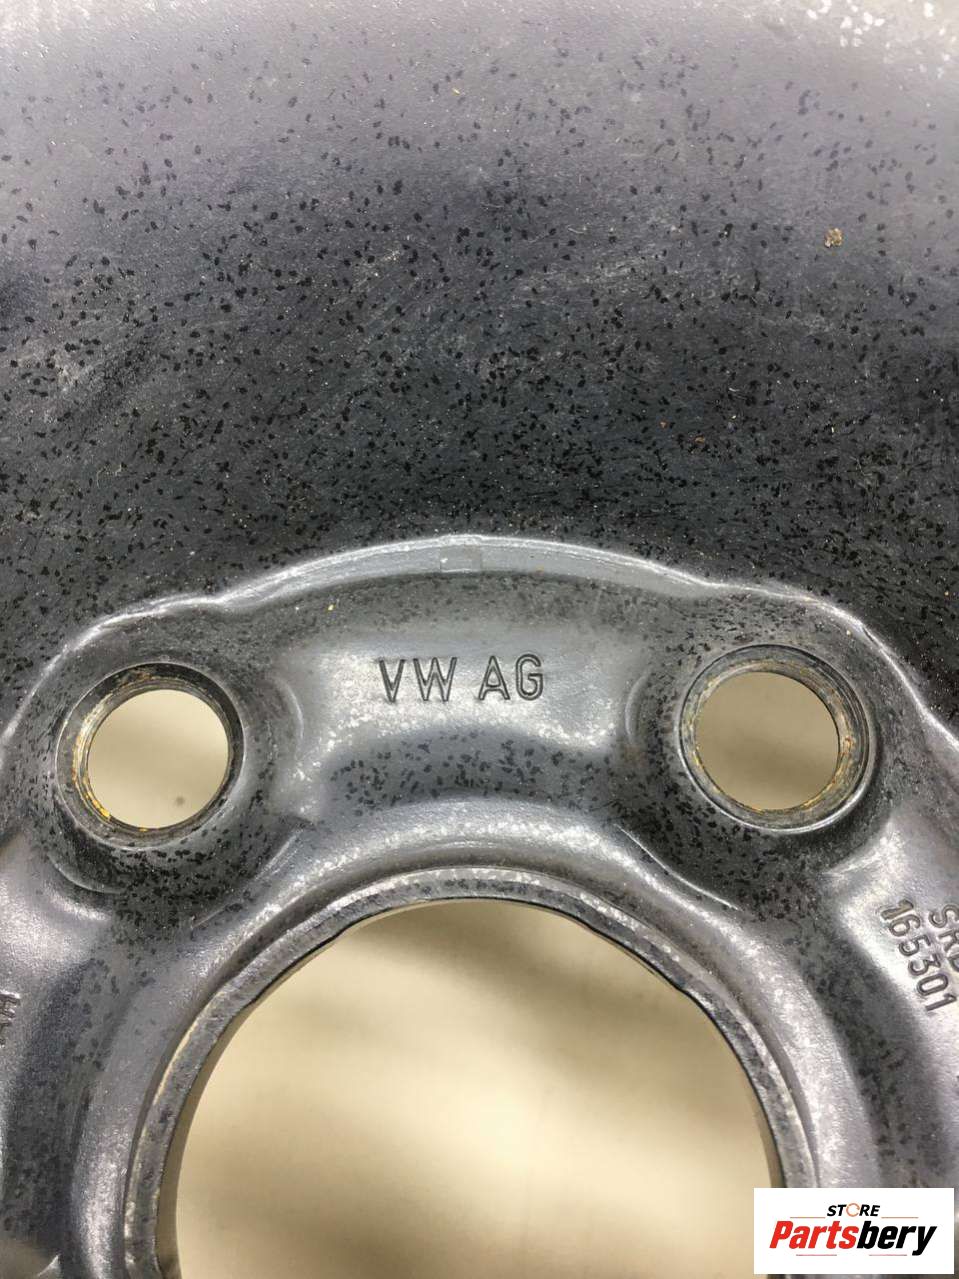 VW AG
165301
STORE
Partsbery